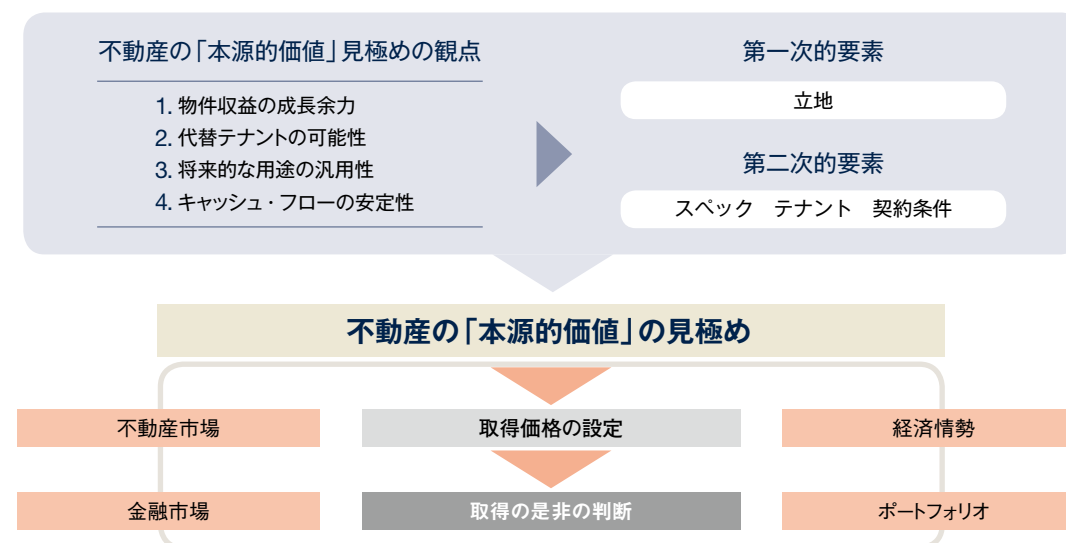 不動産の「本源的価値」見極めの観点
1. 物件収益の成長余力
2. 代替テナントの可能性
3. 将来的な用途の汎用性
4. キャッシュ・フローの安定性
第一次的要素
立地
第二次的要素
スペック　テナント　契約条件
不動産の「本源的価値」の見極め
不動産市場
取得価格の設定
経済情勢
金融市場
取得の是非の判断
ポートフォリオ